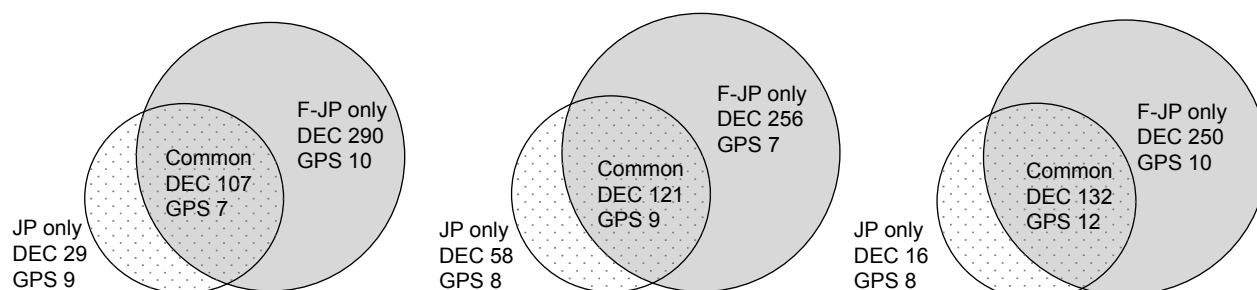 F-JP only
DEC 290
GPS 10
Common
DEC 107
GPS 7
JP only
DEC 29
GPS 9
F-JP only
DEC 256
GPS 7
Common
DEC 121
GPS 9
JP only
DEC 58
GPS 8
F-JP only
DEC 250
GPS 10
Common
DEC 132
GPS 12
JP only
DEC 16
GPS 8